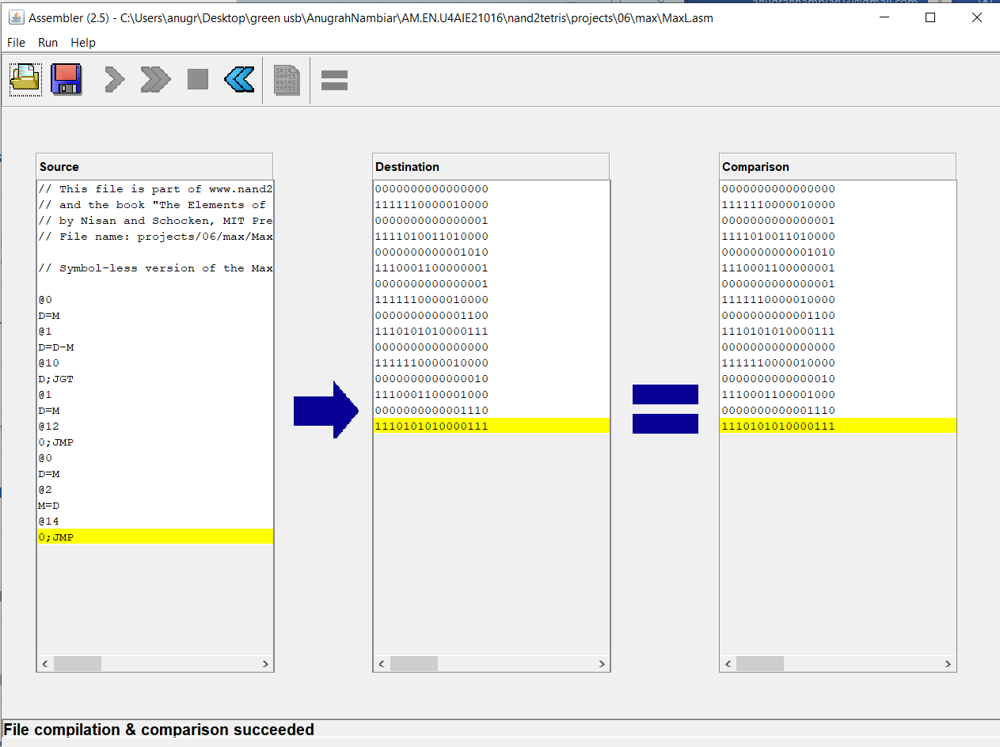 Assembler (2.5) - C:\Users\anugr\Desktop\green usb\AnugrahNambiar\AM.EN.U4AIE21016\nand2tetris\projects\06\max\MaxL.asm
File Run Help
Source
// This file is part of www.nand2
// and the book "The Elements of
// by Nisan and Schocken, MIT Pre
// File name: projects/06/max/Max
// Symbol-less version of the Max
@0
D=M
@1
D=D-M
@10
D;JGT
@1
D=M
@12
0;JMP
@0
D=M
@2
M=D
@14
0;JMP
Destination
0000000000000000
1111110000010000
0000000000000001
1111010011010000
0000000000001010
1110001100000001
0000000000000001
1111110000010000
0000000000001100
1110101010000111
0000000000000000
1111110000010000
0000000000000010
1110001100001000
0000000000001110
1110101010000111
Comparison
0000000000000000
1111110000010000
0000000000000001
1111010011010000
0000000000001010
1110001100000001
0000000000000001
1111110000010000
0000000000001100
1110101010000111
0000000000000000
1111110000010000
0000000000000010
1110001100001000
0000000000001110
1110101010000111
File compilation & comparison succeeded